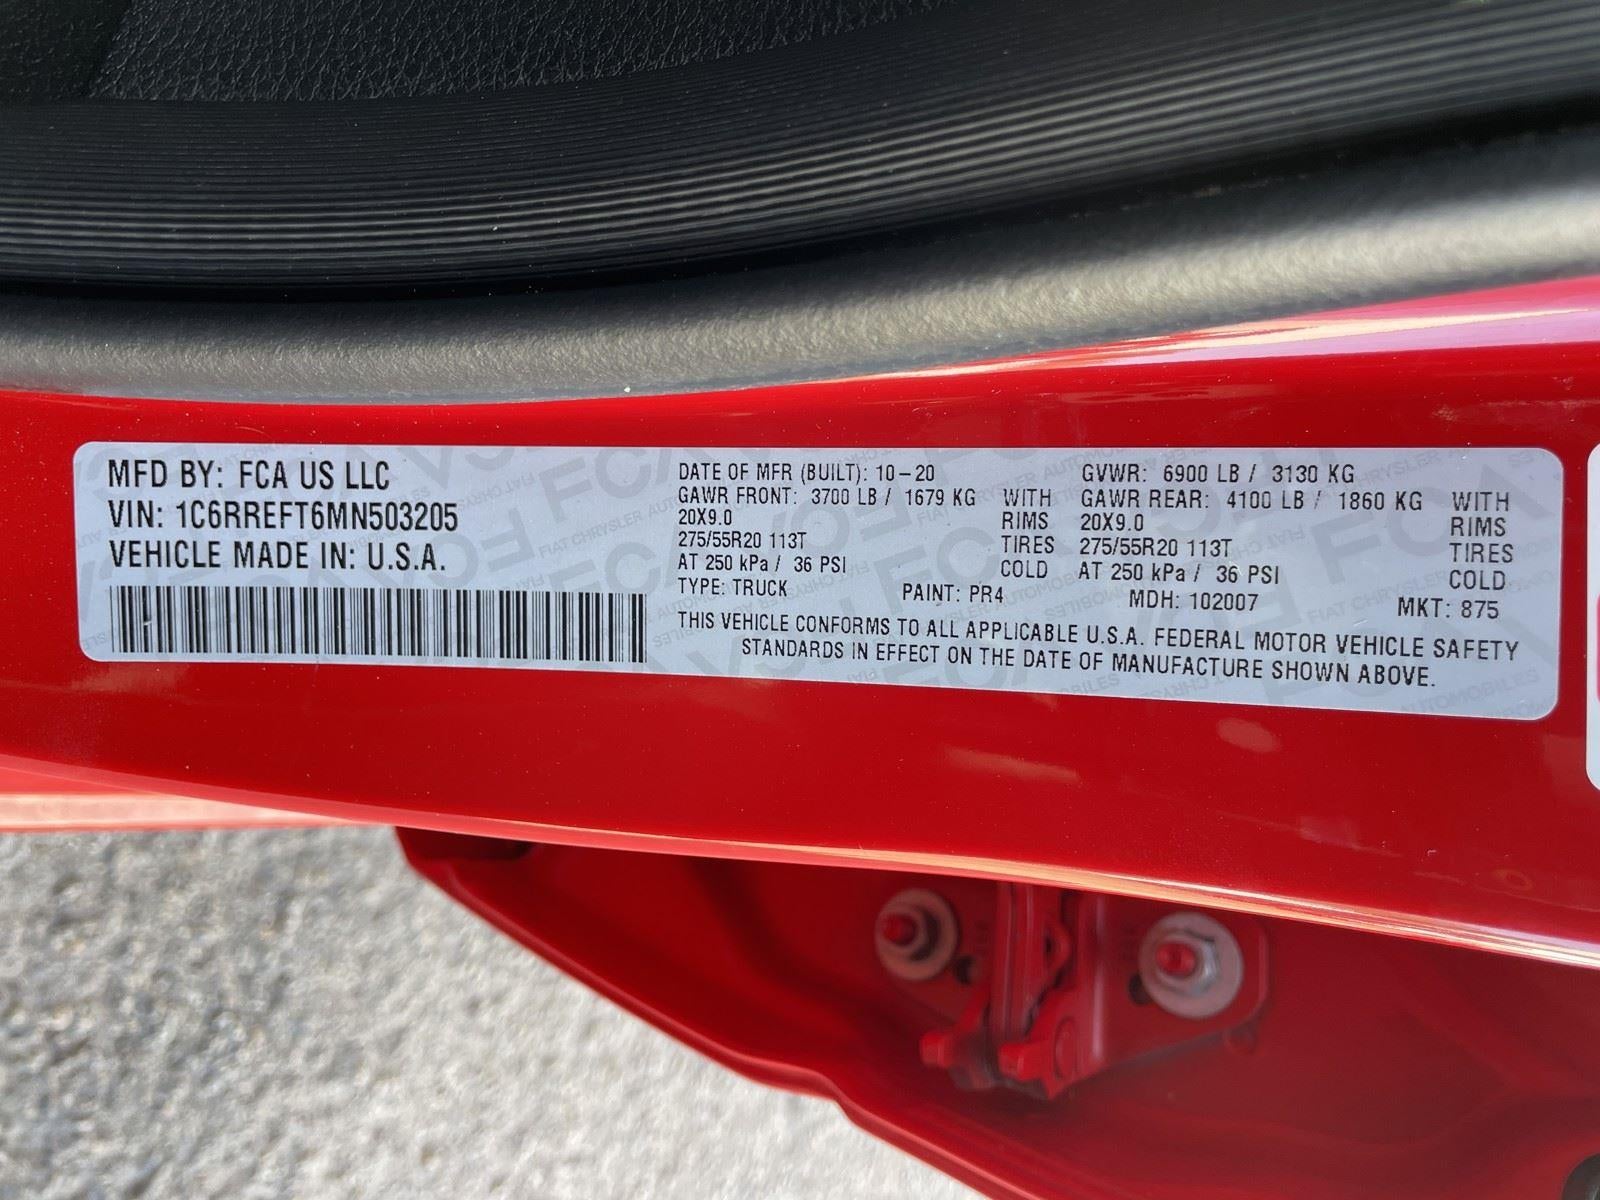 MFD BY: FCA US LLC
VIN: 1C6RREFT6MN503205
VEHICLE MADE IN: U.S.A.
DATE OF MFR (BUILT): 10-20
GVWR: 6900 LB / 3130 KG
GAWR FRONT: 3700 LB / 1679 KG WITH
20X9.0 RIMS
275/55R20 113T TIRES
AT 250 kPa / 36 PSI COLD
GAWR REAR: 4100 LB / 1860 KG WITH
20X9.0 RIMS
275/55R20 113T TIRES
AT 250 kPa / 36 PSI COLD
TYPE: TRUCK PAINT: PR4 MDH: 102007 MKT: 875
THIS VEHICLE CONFORMS TO ALL APPLICABLE U.S.A. FEDERAL MOTOR VEHICLE SAFETY
STANDARDS IN EFFECT ON THE DATE OF MANUFACTURE SHOWN ABOVE.